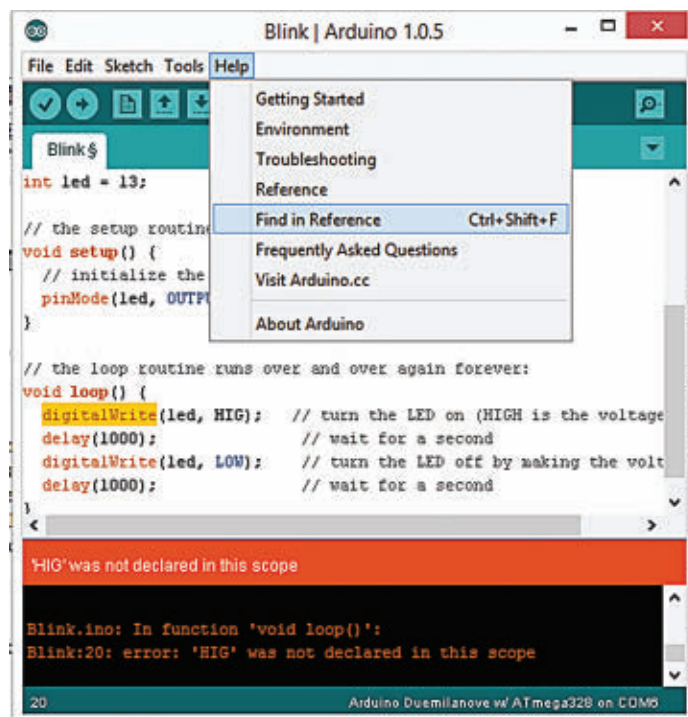 Blink | Arduino 1.0.5
File Edit Sketch Tools Help
Getting Started
Environment
Troubleshooting
Reference
Find in Reference Ctrl+Shift+F
Frequently Asked Questions
Visit Arduino.cc
About Arduino
Blink §
int led = 13;
// the setup routine
void setup() {
// initialize the
pinMode(led, OUTPU
}
// the loop routine runs over and over again forever:
void loop() {
digitalWrite(led, HIG); // turn the LED on (HIGH is the voltage
delay(1000); // wait for a second
digitalWrite(led, LOW); // turn the LED off by making the volt
delay(1000); // wait for a second
}
'HIG' was not declared in this scope
Blink.ino: In function 'void loop()':
Blink:20: error: 'HIG' was not declared in this scope
20 Arduino Duemilanove w/ ATmega328 on COM6